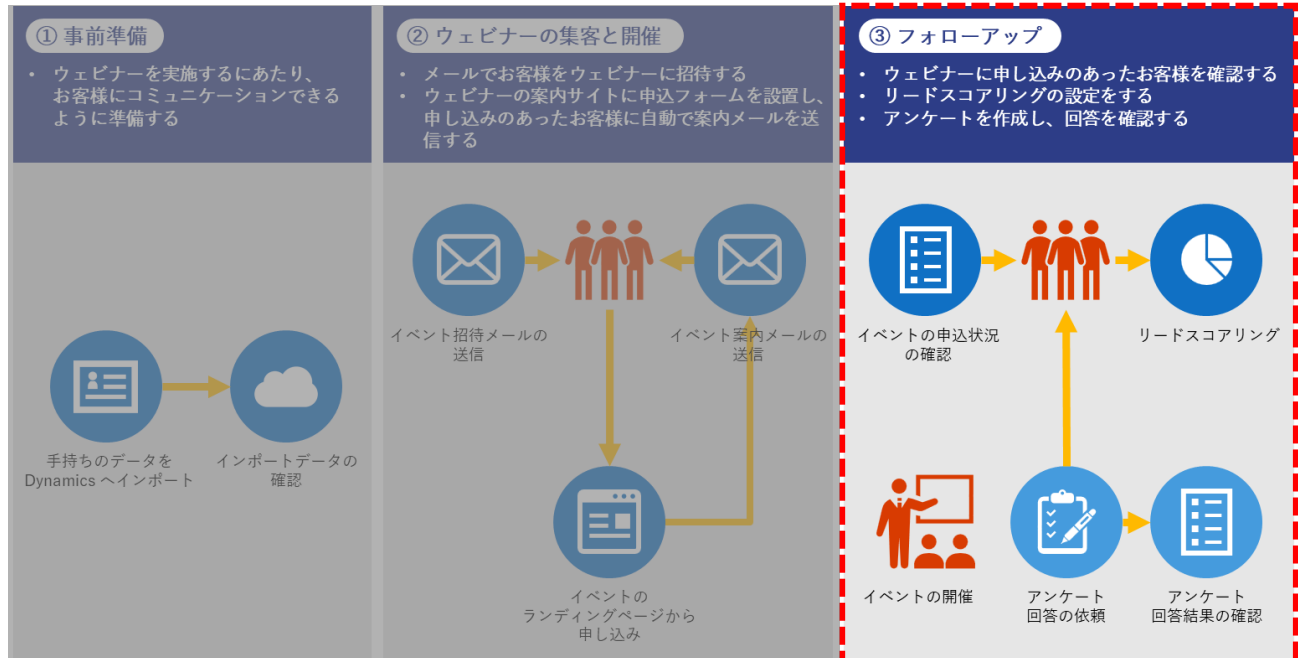 ① 事前準備
• ウェビナーを実施するにあたり、
お客様にコミュニケーションできる
ように準備する
手持ちのデータを
Dynamics へインポート
インポートデータの
確認
② ウェビナーの集客と開催
• メールでお客様をウェビナーに招待する
• ウェビナーの案内サイトに申込フォームを設置し、
申し込みのあったお客様に自動で案内メールを送
信する
イベント招待メールの
送信
イベント案内メールの
送信
イベントの
ランディングページから
申し込み
③ フォローアップ
• ウェビナーに申し込みのあったお客様を確認する
• リードスコアリングの設定をする
• アンケートを作成し、回答を確認する
イベントの申込状況
の確認
リードスコアリング
イベントの開催
アンケート
回答の依頼
アンケート
回答結果の確認